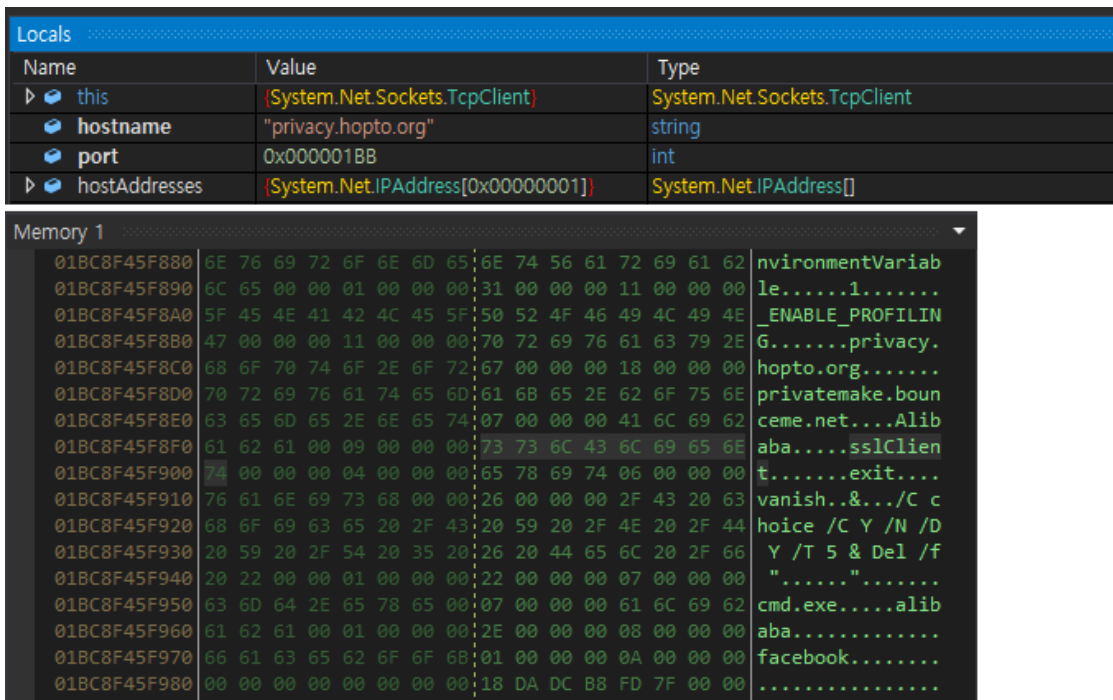 Locals
Name Value Type
this {System.Net.Sockets.TcpClient} System.Net.Sockets.TcpClient
hostname "privacy.hopto.org" string
port 0x000001BB int
hostAddresses {System.Net.IPAddress[0x00000001]} System.Net.IPAddress[]
Memory 1
01BC8F45F880 6E 76 69 72 6F 6E 6D 65 6E 74 56 61 72 69 61 62 nvironmentVariab
01BC8F45F890 6C 65 00 00 01 00 00 00 31 00 00 00 11 00 00 00 le......1.......
01BC8F45F8A0 5F 45 4E 41 42 4C 45 5F 50 52 4F 46 49 4C 49 4E _ENABLE_PROFILIN
01BC8F45F8B0 47 00 00 00 11 00 00 00 70 72 69 76 61 63 79 2E G.......privacy.
01BC8F45F8C0 68 6F 70 74 6F 2E 6F 72 67 00 00 00 18 00 00 00 hopto.org.......
01BC8F45F8D0 70 72 69 76 61 74 65 6D 61 6B 65 2E 62 6F 75 6E privatemake.boun
01BC8F45F8E0 63 65 6D 65 2E 6E 65 74 07 00 00 00 41 6C 69 62 ceme.net....Alib
01BC8F45F8F0 61 62 61 00 09 00 00 00 73 73 6C 43 6C 69 65 6E aba.....sslClien
01BC8F45F900 74 00 00 00 04 00 00 00 65 78 69 74 06 00 00 00 t.......exit....
01BC8F45F910 76 61 6E 69 73 68 00 00 26 00 00 00 2F 43 20 63 vanish..&.../C c
01BC8F45F920 68 6F 69 63 65 20 2F 43 20 59 20 2F 4E 20 2F 44 hoice /C Y /N /D
01BC8F45F930 20 59 20 2F 54 20 35 20 26 20 44 65 6C 20 2F 66 Y /T 5 & Del /f
01BC8F45F940 20 22 00 00 01 00 00 00 22 00 00 00 07 00 00 00 "......".......
01BC8F45F950 63 6D 64 2E 65 78 65 00 07 00 00 00 61 6C 69 62 cmd.exe.....alib
01BC8F45F960 61 62 61 00 01 00 00 00 2E 00 00 00 08 00 00 00 aba.............
01BC8F45F970 66 61 63 65 62 6F 6F 6B 01 00 00 00 0A 00 00 00 facebook........
01BC8F45F980 00 00 00 00 00 00 00 00 18 DA DC B8 FD 7F 00 00 ................